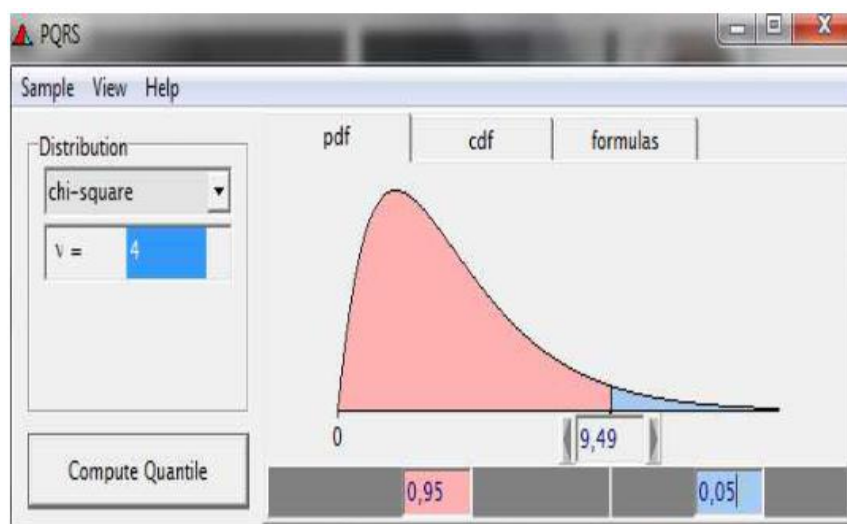 PQRS
Sample View Help
Distribution
chi-square
ν = 4
Compute Quantile
pdf cdf formulas
0
9,49
0,95 0,05